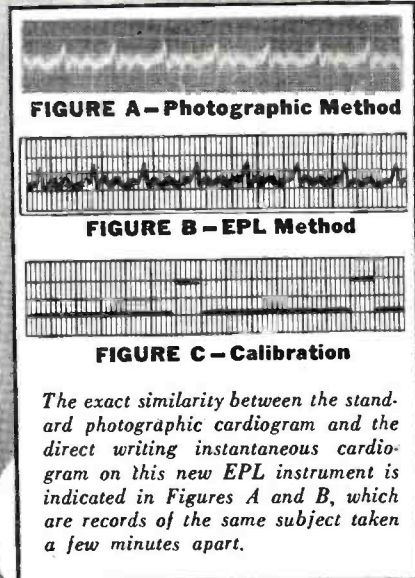 FIGURE A–Photographic Method
FIGURE B–EPL Method
FIGURE C–Calibration
The exact similarity between the stand-
ard photographic cardiogram and the
direct writing instantaneous cardio-
gram on this new EPL instrument is
indicated in Figures A and B, which
are records of the same subject taken
a few minutes apart.